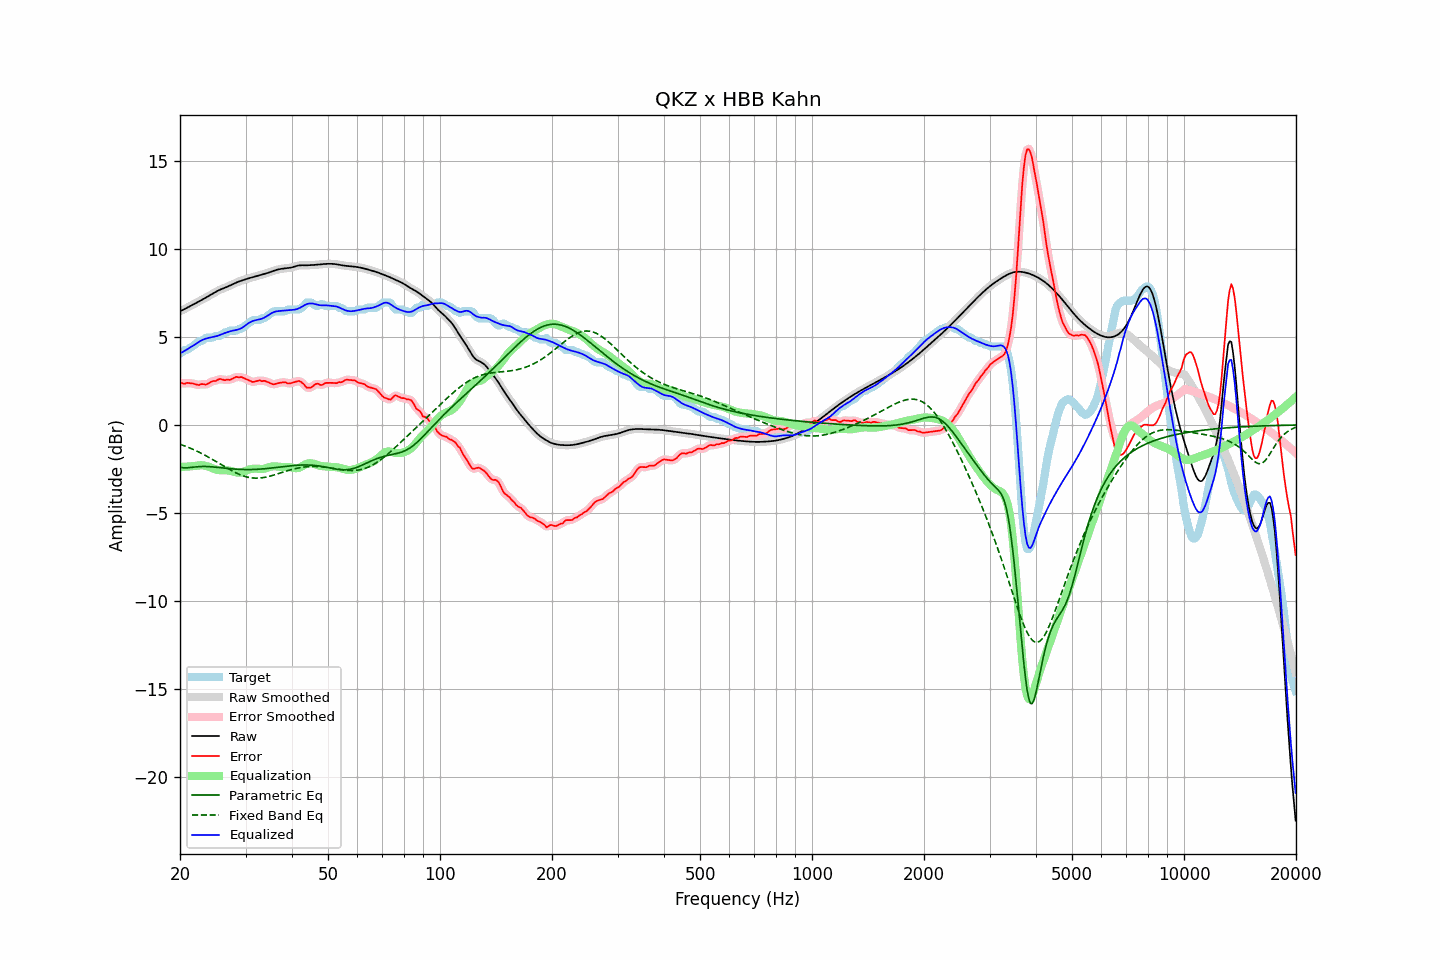 QKZ x HBB Kahn
Amplitude (dBr)
15
10
5
0
−5
−10
−15
−20
Target
Raw Smoothed
Error Smoothed
Raw
Error
Equalization
Parametric Eq
Fixed Band Eq
Equalized
20 50 100 200 500 1000 2000 5000 10000 20000
Frequency (Hz)